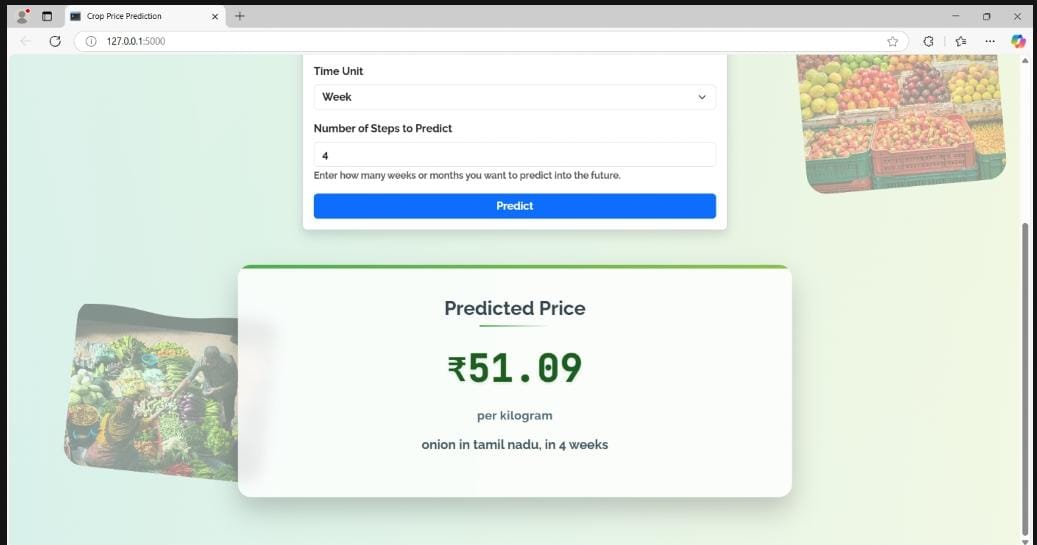 Crop Price Prediction
127.0.0.1:5000
Time Unit
Week
Number of Steps to Predict
4
Enter how many weeks or months you want to predict into the future.
Predict
Predicted Price
₹51.09
per kilogram
onion in tamil nadu, in 4 weeks